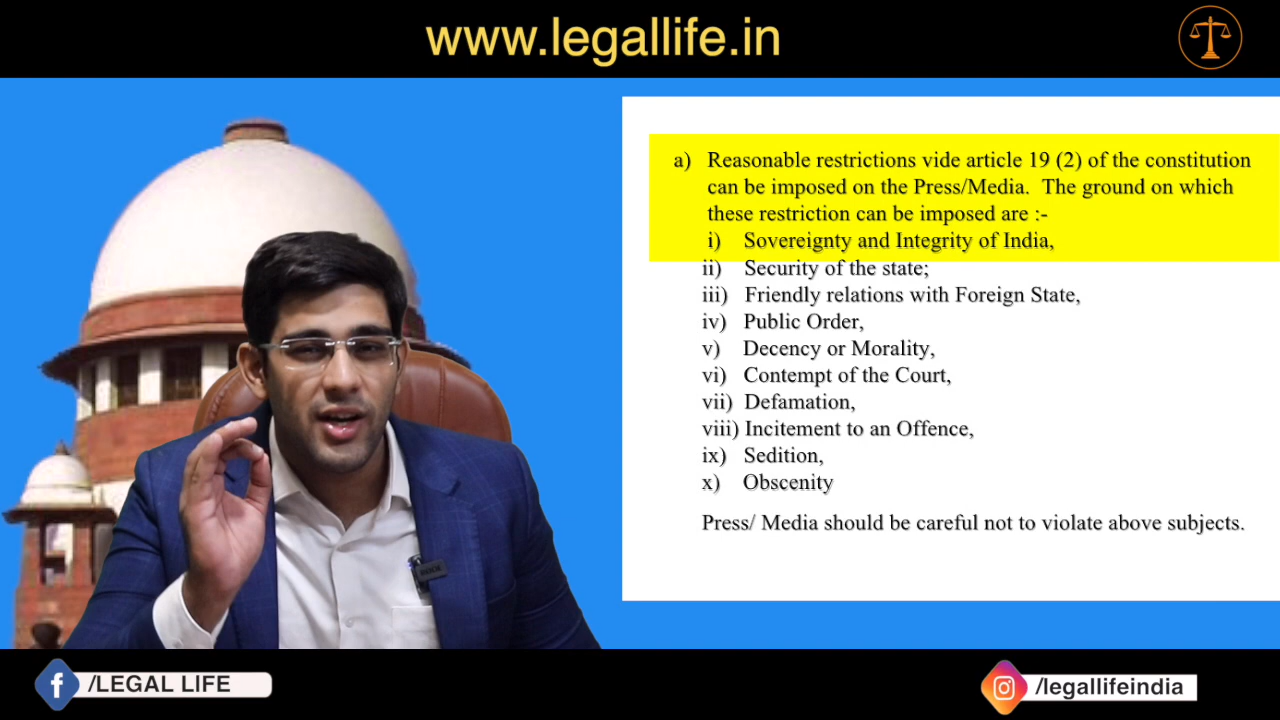 www.legallife.in
a) Reasonable restrictions vide article 19 (2) of the constitution
can be imposed on the Press/Media. The ground on which
these restriction can be imposed are :-
i) Sovereignty and Integrity of India,
ii) Security of the state;
iii) Friendly relations with Foreign State,
iv) Public Order,
v) Decency or Morality,
vi) Contempt of the Court,
vii) Defamation,
viii) Incitement to an Offence,
ix) Sedition,
x) Obscenity
Press/ Media should be careful not to violate above subjects.
/LEGAL LIFE
/legallifeindia